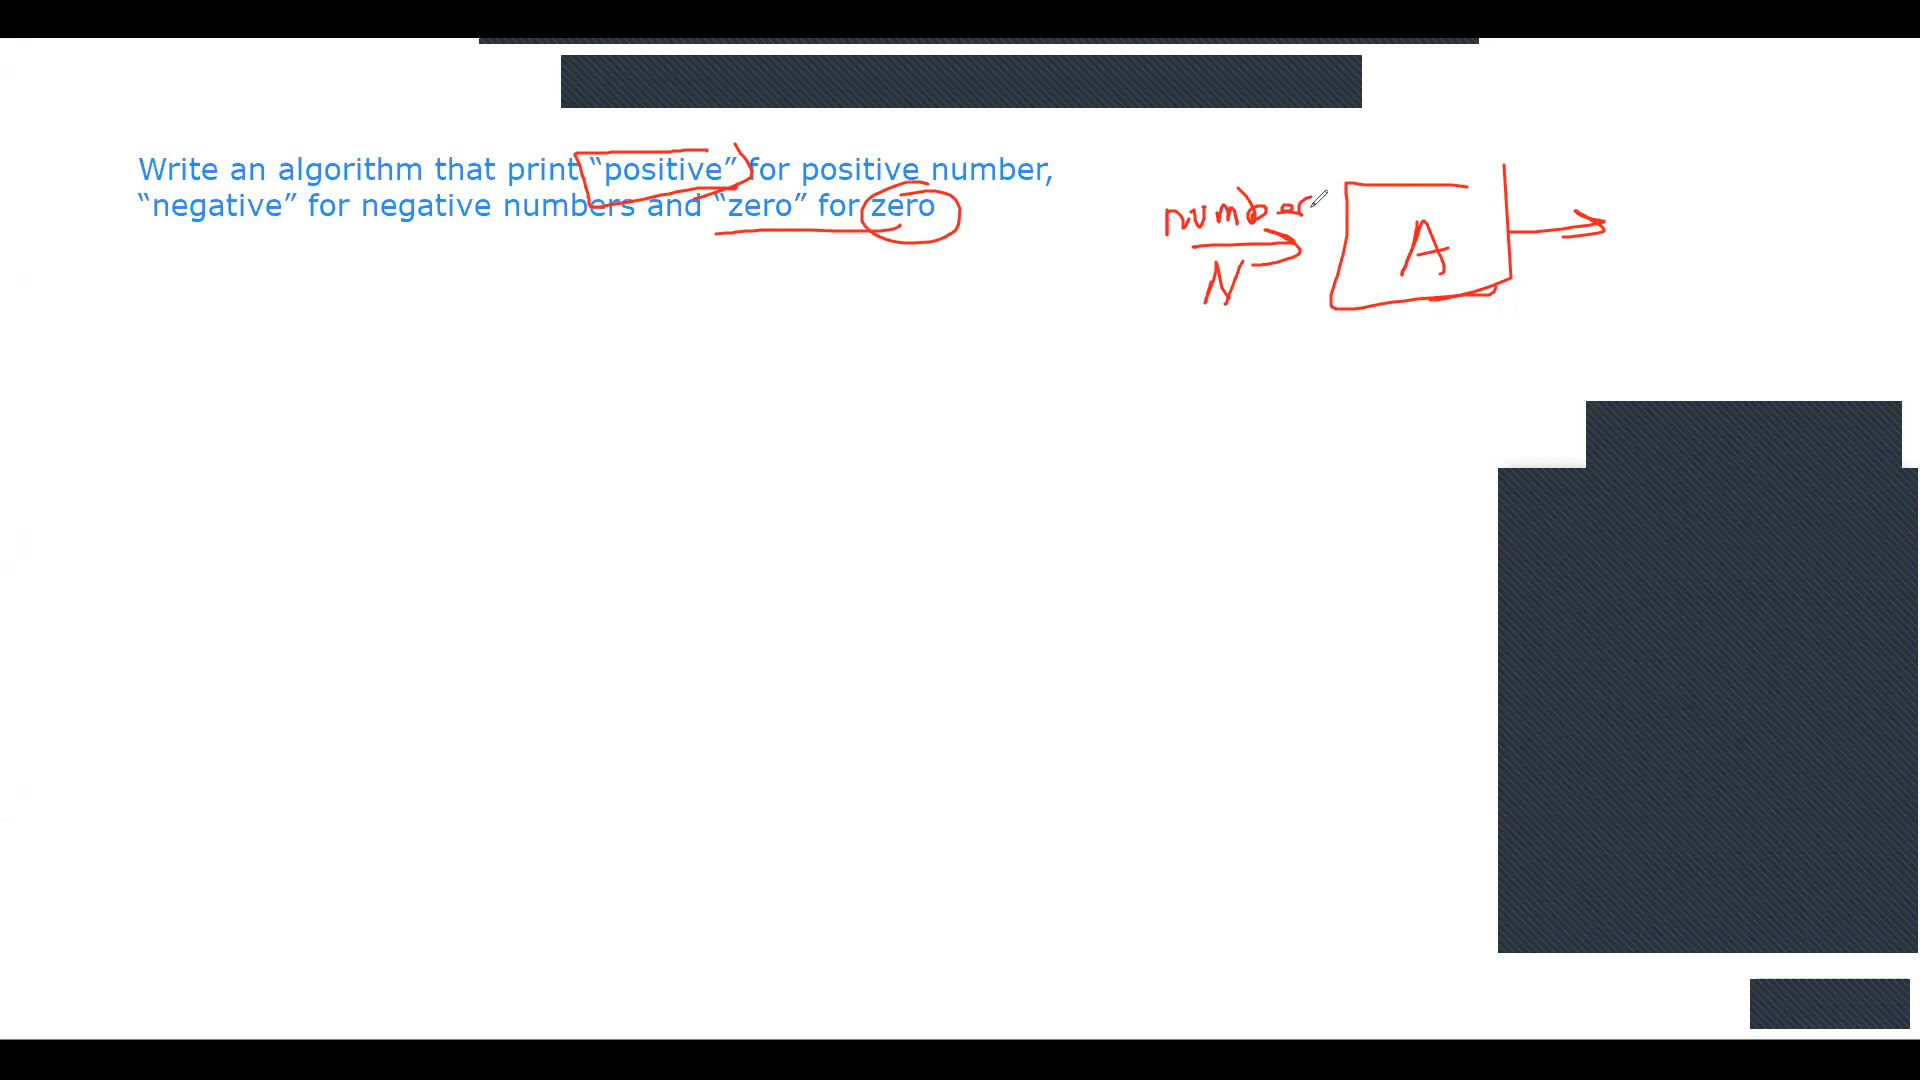 Write an algorithm that print “positive” for positive number,
“negative” for negative numbers and “zero” for zero
number
N
A